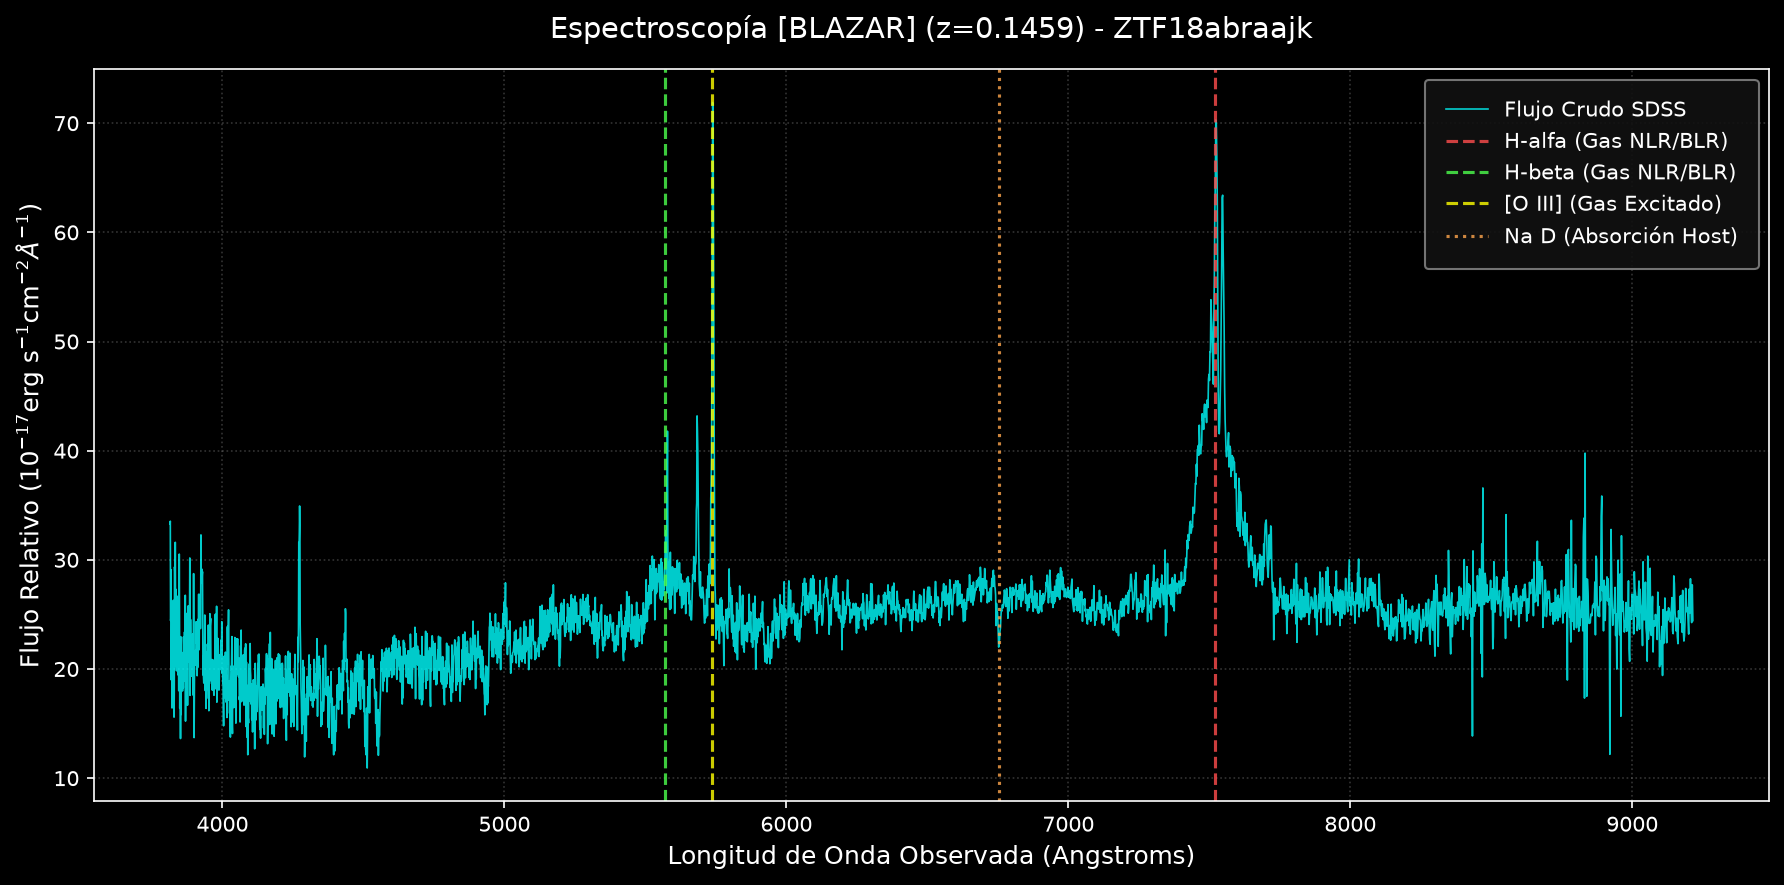 Espectroscopía [BLAZAR] (z=0.1459) - ZTF18abraajk
Flujo Crudo SDSS
H-alfa (Gas NLR/BLR)
H-beta (Gas NLR/BLR)
[O III] (Gas Excitado)
Na D (Absorción Host)
Flujo Relativo (10⁻¹⁷erg s⁻¹cm⁻²Å⁻¹)
70
60
50
40
30
20
10
4000 5000 6000 7000 8000 9000
Longitud de Onda Observada (Angstroms)